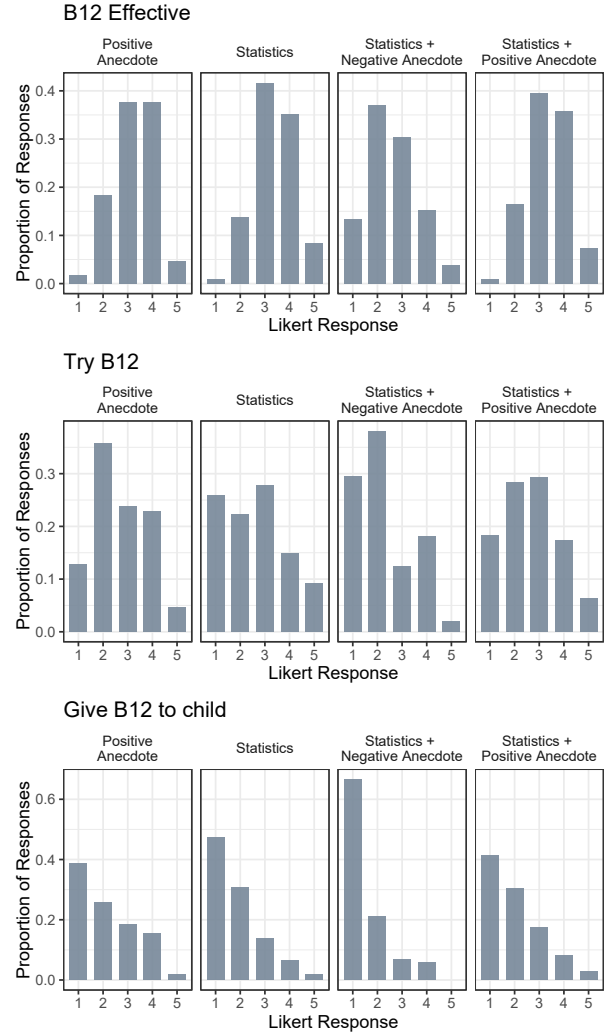 B12 Effective
Positive
Anecdote
Statistics
Statistics +
Negative Anecdote
Statistics +
Positive Anecdote
Proportion of Responses
0.4
0.3
0.2
0.1
0.0
1 2 3 4 5 1 2 3 4 5 1 2 3 4 5 1 2 3 4 5
Likert Response
Try B12
Positive
Anecdote
Statistics
Statistics +
Negative Anecdote
Statistics +
Positive Anecdote
Proportion of Responses
0.3
0.2
0.1
0.0
1 2 3 4 5 1 2 3 4 5 1 2 3 4 5 1 2 3 4 5
Likert Response
Give B12 to child
Positive
Anecdote
Statistics
Statistics +
Negative Anecdote
Statistics +
Positive Anecdote
Proportion of Responses
0.6
0.4
0.2
0.0
1 2 3 4 5 1 2 3 4 5 1 2 3 4 5 1 2 3 4 5
Likert Response